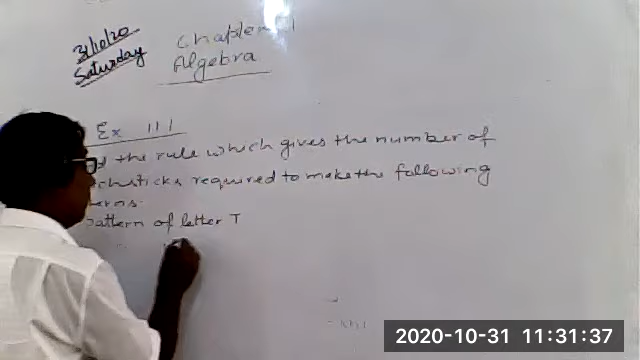 31/10/20
Saturday
Chapter 11
Algebra
Ex 11.1
the rule which gives the number of
required to make the following
pattern of letter T
2020-10-31 11:31:37